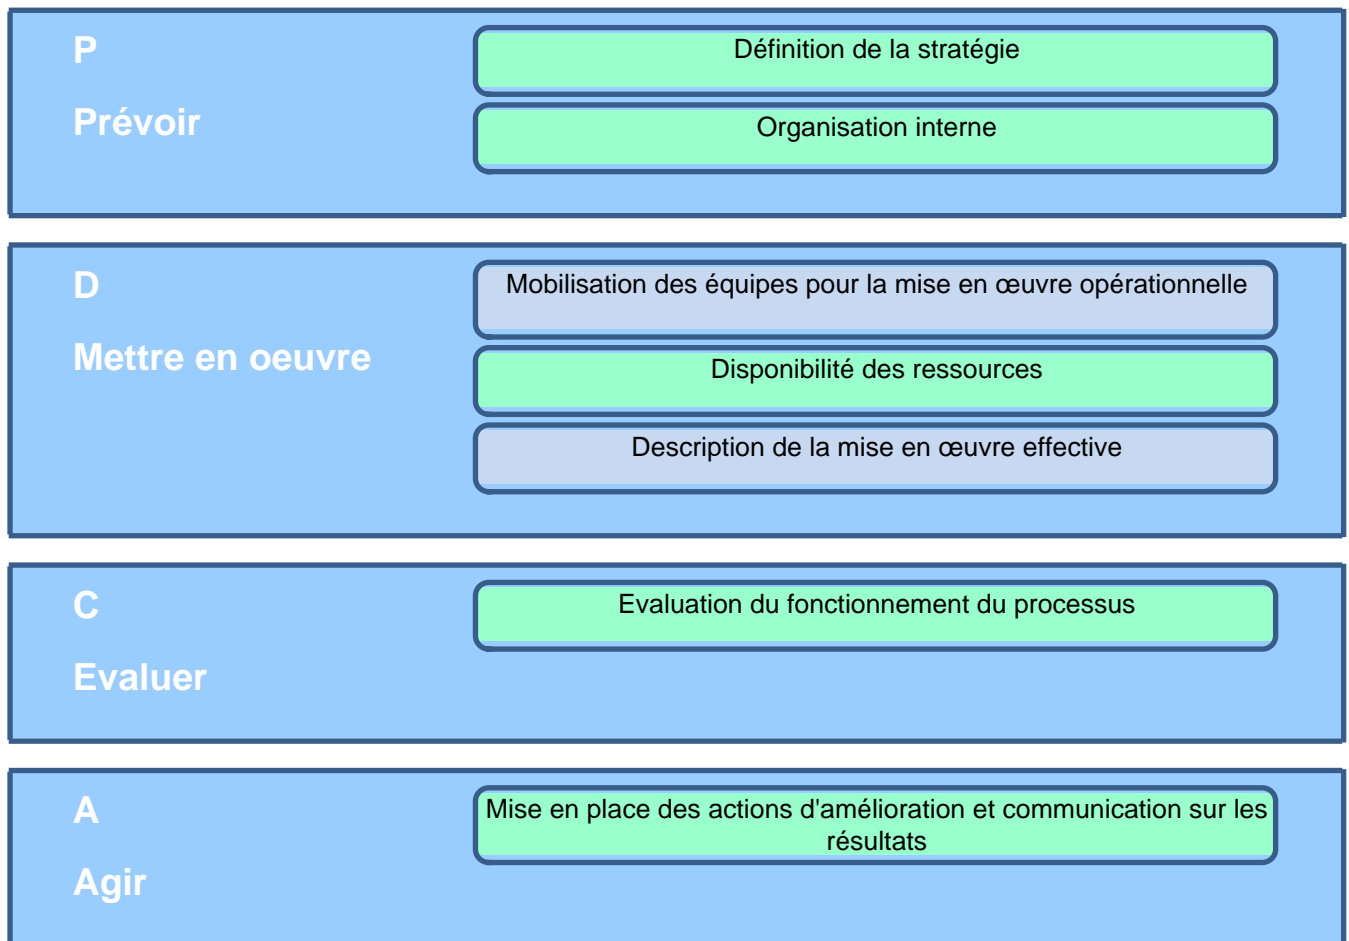 P
Définition de la stratégie
Prévoir
Organisation interne
D
Mobilisation des équipes pour la mise en œuvre opérationnelle
Mettre en oeuvre
Disponibilité des ressources
Description de la mise en œuvre effective
C
Evaluation du fonctionnement du processus
Evaluer
A
Mise en place des actions d'amélioration et communication sur les
résultats
Agir